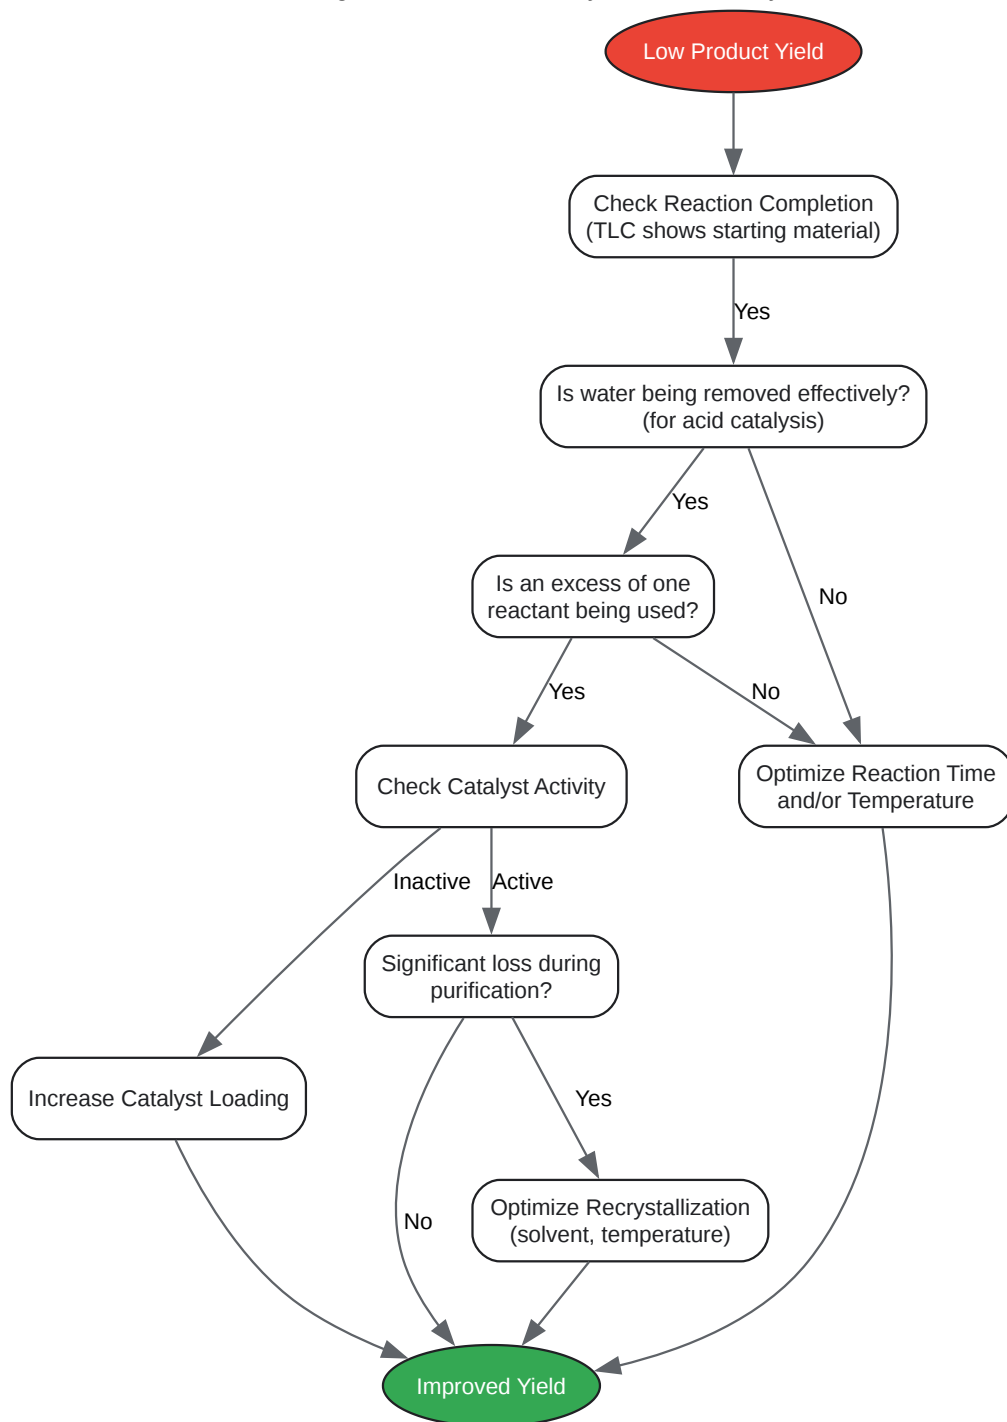 Low Product Yield
Check Reaction Completion
(TLC shows starting material)
Yes
Is water being removed effectively?
(for acid catalysis)
Yes
No
Is an excess of one
reactant being used?
Yes
No
Check Catalyst Activity
Optimize Reaction Time
and/or Temperature
Inactive
Active
Significant loss during
purification?
Increase Catalyst Loading
Yes
No
Optimize Recrystallization
(solvent, temperature)
Improved Yield